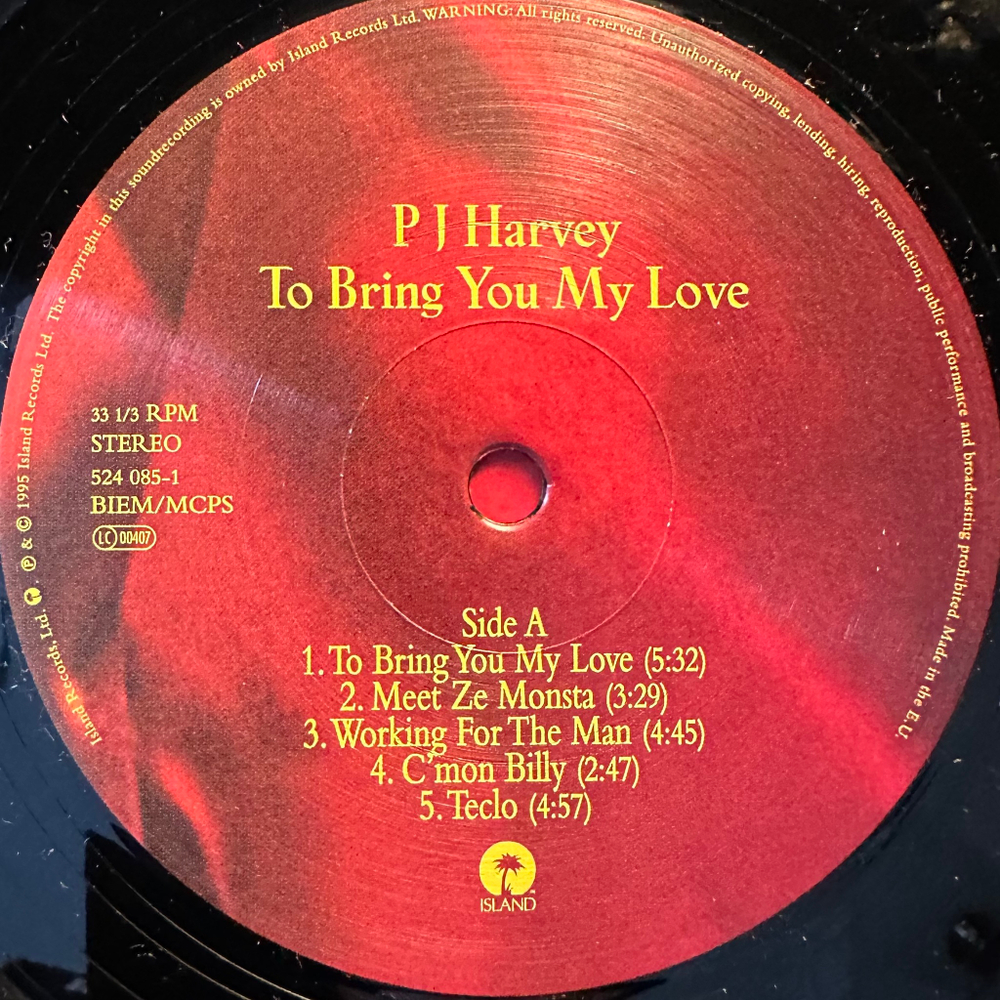 Island Records, Ltd. ℗ & © 1995 Island Records Ltd. The copyright in this soundrecording is owned by Island Records Ltd. WARNING: All rights reserved. Unauthorized copying, lending, hiring, reproduction, public performance and broadcasting prohibited. Made in the E.U.
P J Harvey
To Bring You My Love
33 1/3 RPM
STEREO
524 085-1
BIEM/MCPS
LC 00407
Side A
1. To Bring You My Love (5:32)
2. Meet Ze Monsta (3:29)
3. Working For The Man (4:45)
4. C'mon Billy (2:47)
5. Teclo (4:57)
ISLAND